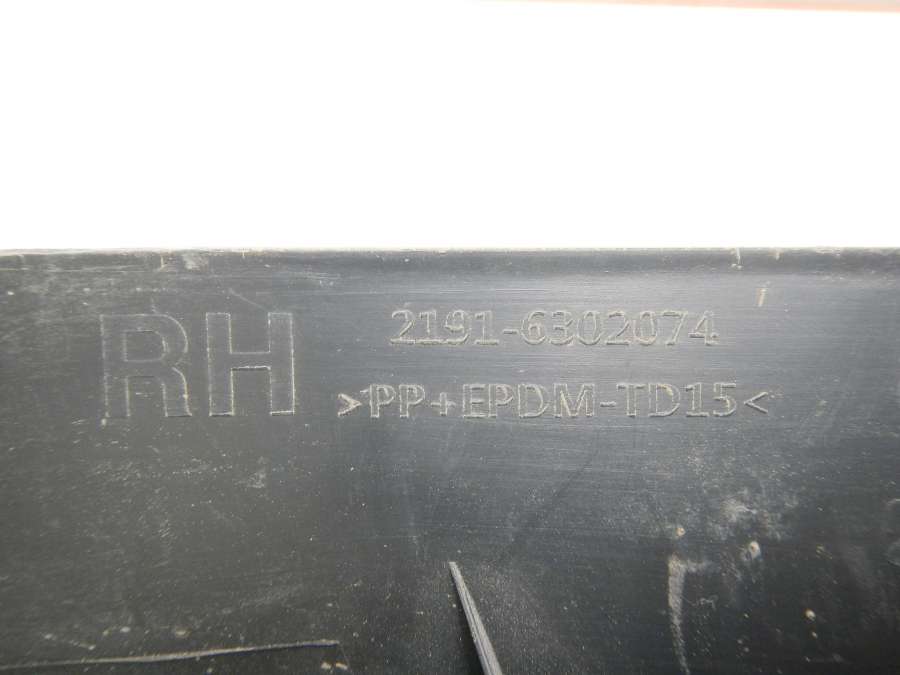 RH
2191-6302074
>PP+EPDM-TD15<